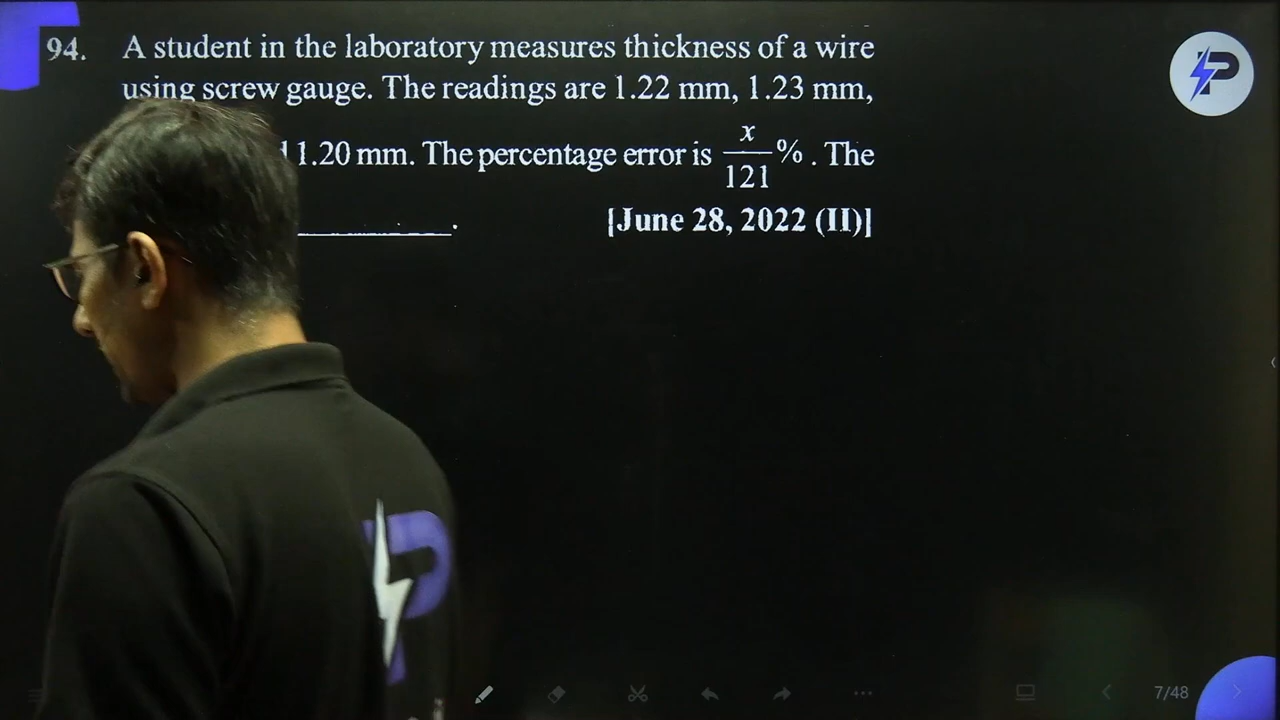 94. A student in the laboratory measures thickness of a wire
using screw gauge. The readings are 1.22 mm, 1.23 mm,
1.20 mm. The percentage error is x/121 %. The
____________. [June 28, 2022 (II)]
7/48